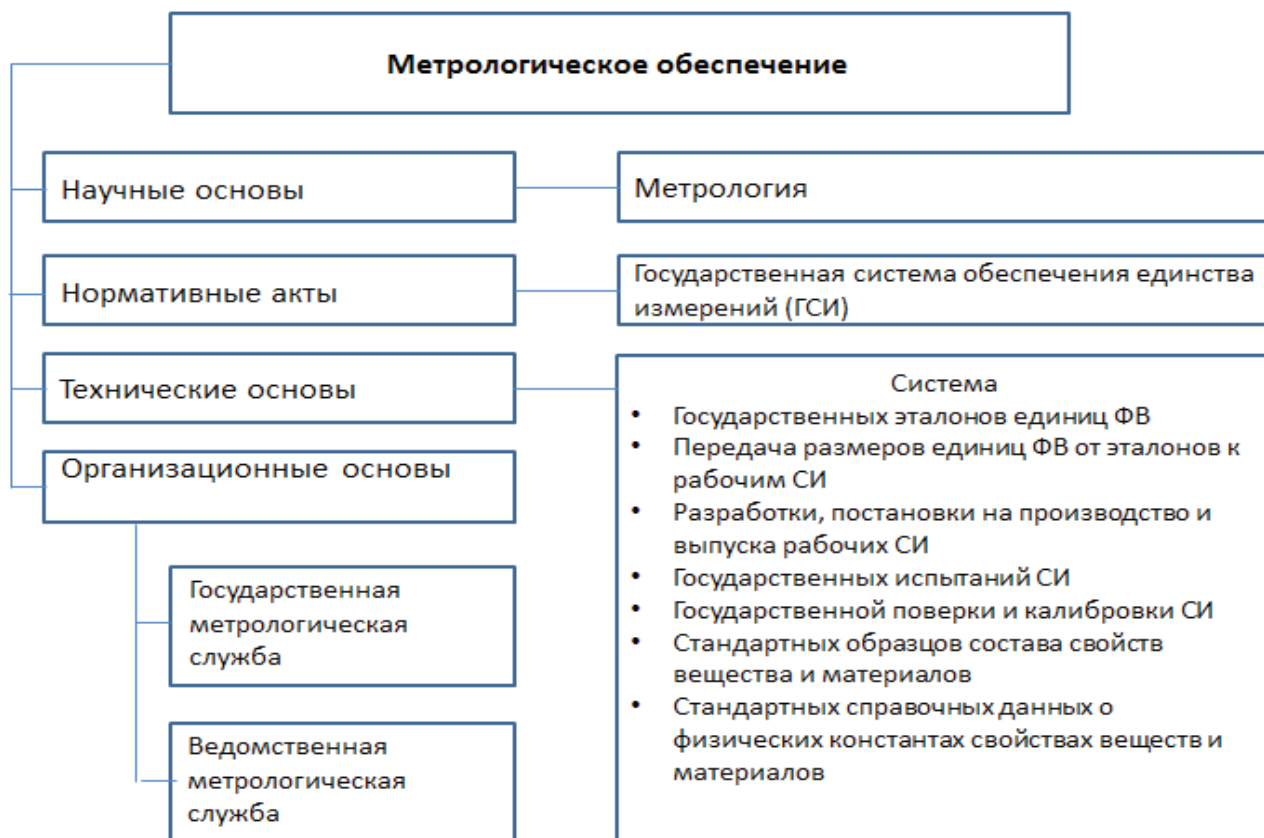 Метрологическое обеспечение
Научные основы
Метрология
Нормативные акты
Государственная система обеспечения единства
измерений (ГСИ)
Технические основы
Система
• Государственных эталонов единиц ФВ
• Передача размеров единиц ФВ от эталонов к
рабочим СИ
• Разработки, постановки на производство и
выпуска рабочих СИ
• Государственных испытаний СИ
• Государственной поверки и калибровки СИ
• Стандартных образцов состава свойств
вещества и материалов
• Стандартных справочных данных о
физических константах свойствах веществ и
материалов
Организационные основы
Государственная
метрологическая
служба
Ведомственная
метрологическая
служба